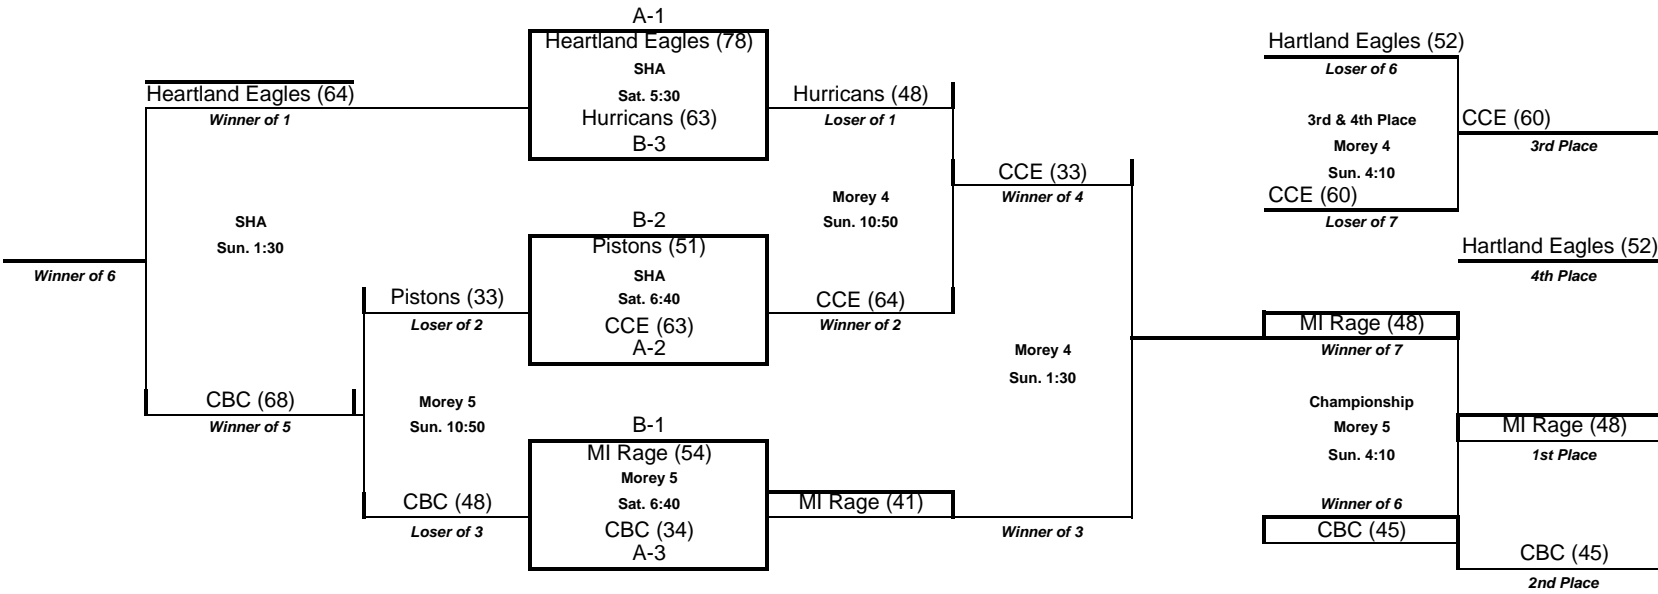 A-1
Heartland Eagles (78)
SHA
Sat. 5:30
Hurricans (63)
B-3
Heartland Eagles (64)
Winner of 1
SHA
Sun. 1:30
Winner of 6
CBC (68)
Winner of 5
Pistons (33)
Loser of 2
Morey 5
Sun. 10:50
CBC (48)
Loser of 3
B-2
Pistons (51)
SHA
Sat. 6:40
CCE (63)
A-2
B-1
MI Rage (54)
Morey 5
Sat. 6:40
CBC (34)
A-3
Hurricans (48)
Loser of 1
Morey 4
Sun. 10:50
CCE (64)
Winner of 2
MI Rage (41)
Winner of 3
CCE (33)
Winner of 4
Morey 4
Sun. 1:30
Hartland Eagles (52)
Loser of 6
3rd & 4th Place
Morey 4
Sun. 4:10
CCE (60)
Loser of 7
CCE (60)
3rd Place
Hartland Eagles (52)
4th Place
MI Rage (48)
Winner of 7
Championship
Morey 5
Sun. 4:10
Winner of 6
CBC (45)
MI Rage (48)
1st Place
CBC (45)
2nd Place